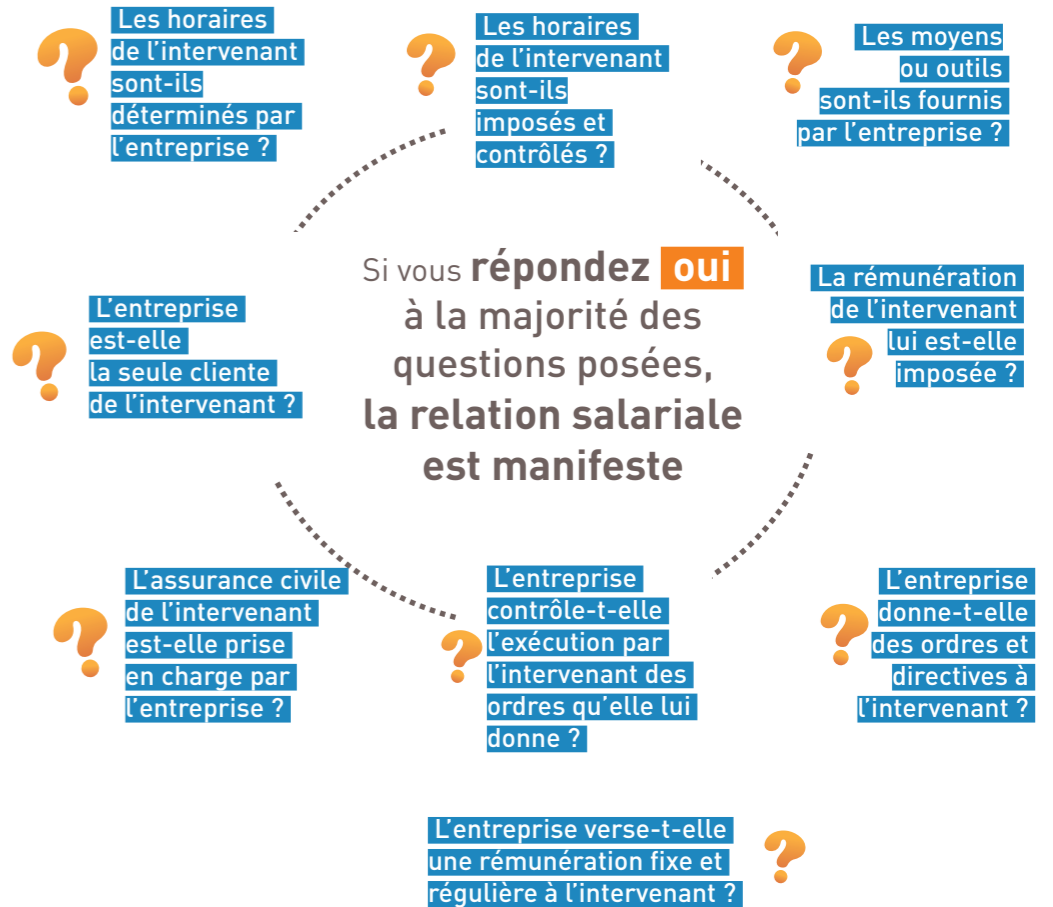 Les horaires
de l'intervenant
sont-ils
déterminés par
l'entreprise ?
Les horaires
de l'intervenant
sont-ils
imposés et
contrôlés ?
Les moyens
ou outils
sont-ils fournis
par l'entreprise ?
L'entreprise
est-elle
la seule cliente
de l'intervenant ?
Si vous répondez oui
à la majorité des
questions posées,
la relation salariale
est manifeste
La rémunération
de l'intervenant
lui est-elle
imposée ?
L'assurance civile
de l'intervenant
est-elle prise
en charge par
l'entreprise ?
L'entreprise
contrôle-t-elle
l'exécution par
l'intervenant des
ordres qu'elle lui
donne ?
L'entreprise
donne-t-elle
des ordres et
directives à
l'intervenant ?
L'entreprise verse-t-elle
une rémunération fixe et
régulière à l'intervenant ?